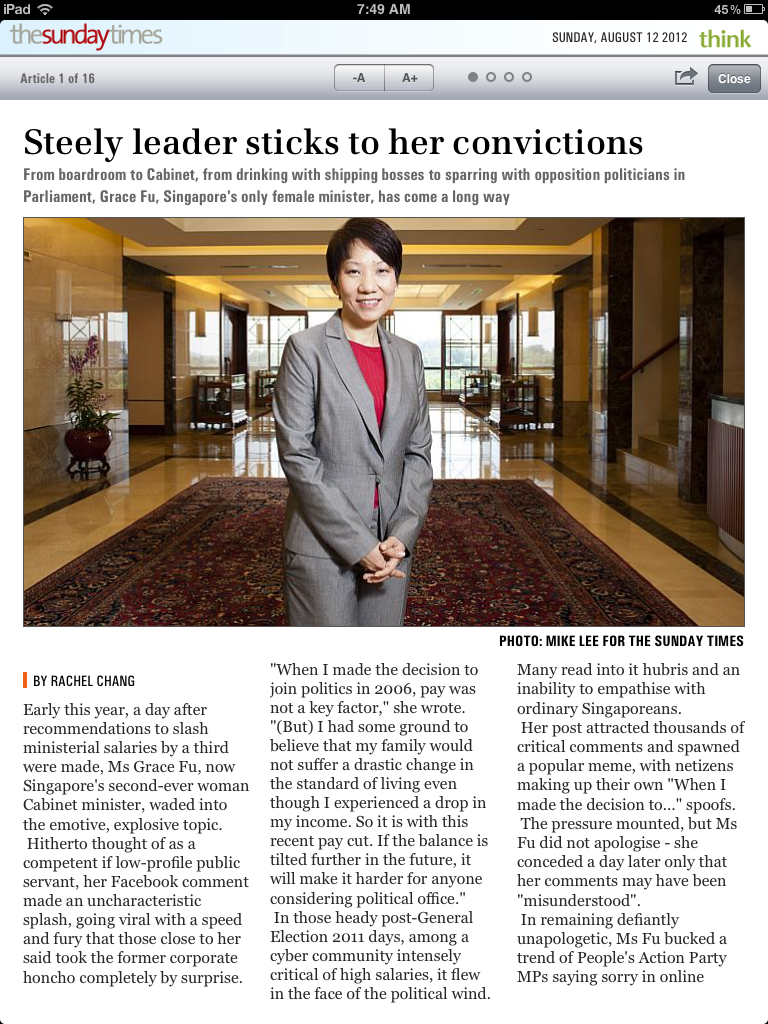 iPad
7:49 AM
45%
thesundaytimes
SUNDAY, AUGUST 12 2012
think
Article 1 of 16
-A
A+
Close
Steely leader sticks to her convictions
From boardroom to Cabinet, from drinking with shipping bosses to sparring with opposition politicians in
Parliament, Grace Fu, Singapore's only female minister, has come a long way
PHOTO: MIKE LEE FOR THE SUNDAY TIMES
BY RACHEL CHANG
Early this year, a day after
recommendations to slash
ministerial salaries by a third
were made, Ms Grace Fu, now
Singapore's second-ever woman
Cabinet minister, waded into
the emotive, explosive topic.
Hitherto thought of as a
competent if low-profile public
servant, her Facebook comment
made an uncharacteristic
splash, going viral with a speed
and fury that those close to her
said took the former corporate
honcho completely by surprise.
"When I made the decision to
join politics in 2006, pay was
not a key factor," she wrote.
"(But) I had some ground to
believe that my family would
not suffer a drastic change in
the standard of living even
though I experienced a drop in
my income. So it is with this
recent pay cut. If the balance is
tilted further in the future, it
will make it harder for anyone
considering political office."
In those heady post-General
Election 2011 days, among a
cyber community intensely
critical of high salaries, it flew
in the face of the political wind.
Many read into it hubris and an
inability to empathise with
ordinary Singaporeans.
Her post attracted thousands of
critical comments and spawned
a popular meme, with netizens
making up their own "When I
made the decision to..." spoofs.
The pressure mounted, but Ms
Fu did not apologise - she
conceded a day later only that
her comments may have been
"misunderstood".
In remaining defiantly
unapologetic, Ms Fu bucked a
trend of People's Action Party
MPs saying sorry in online